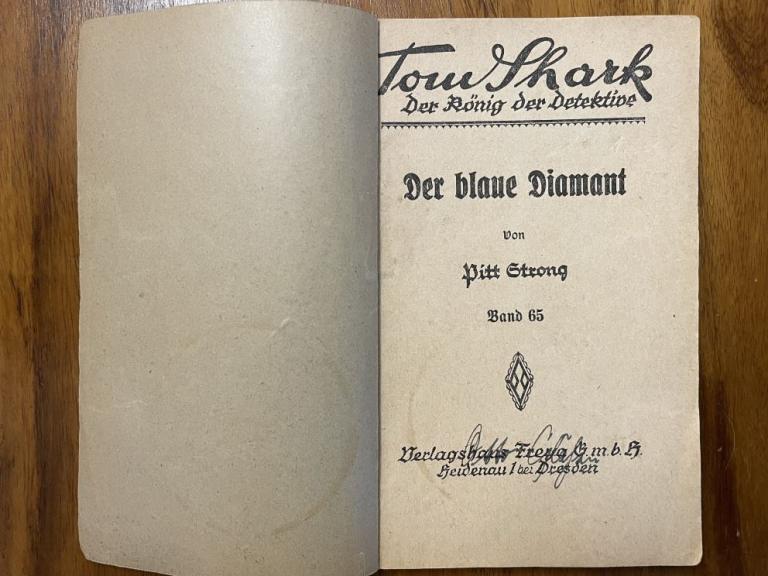 Tom Shark
Der König der Detektive
Der blaue Diamant
von
Pitt Strong
Band 65
Verlagshaus Freya G.m.b.H.
Heidenau 1 bei Dresden